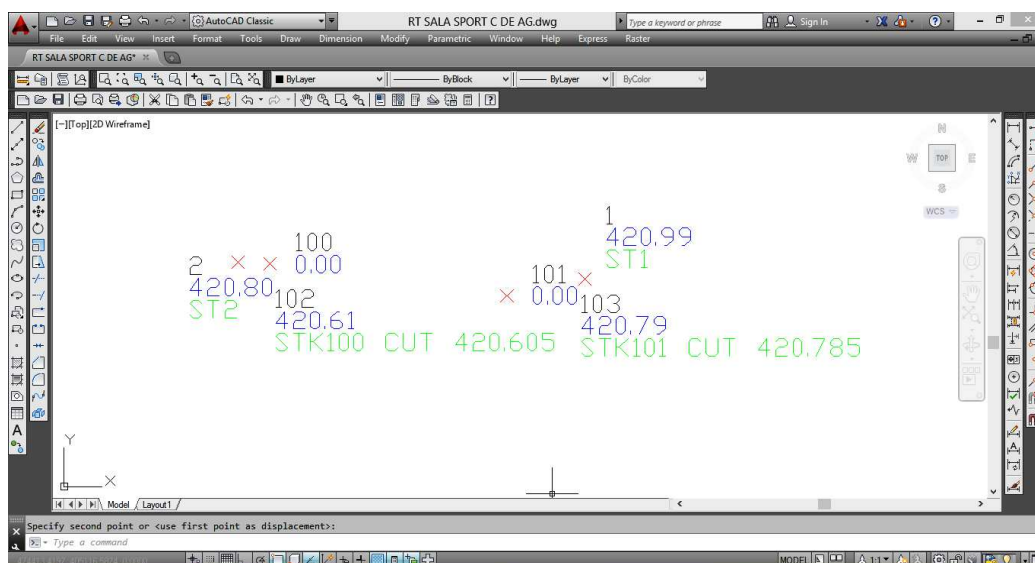 AutoCAD Classic
RT SALA SPORT C DE AG.dwg
Type a keyword or phrase
Sign In
File Edit View Insert Format Tools Draw Dimension Modify Parametric Window Help Express Raster
RT SALA SPORT C DE AG*
ByLayer
ByBlock
ByLayer
ByColor
[-][Top][2D Wireframe]
N
W
TOP
E
S
WCS
1
420.99
ST1
100
0.00
2
420.80
ST2
102
420.61
STK100 CUT 420.605
101
0.00
103
420.79
STK101 CUT 420.785
Y
X
A
Model
Layout1
Specify second point or <use first point as displacement>:
Type a command
MODEL
1:1